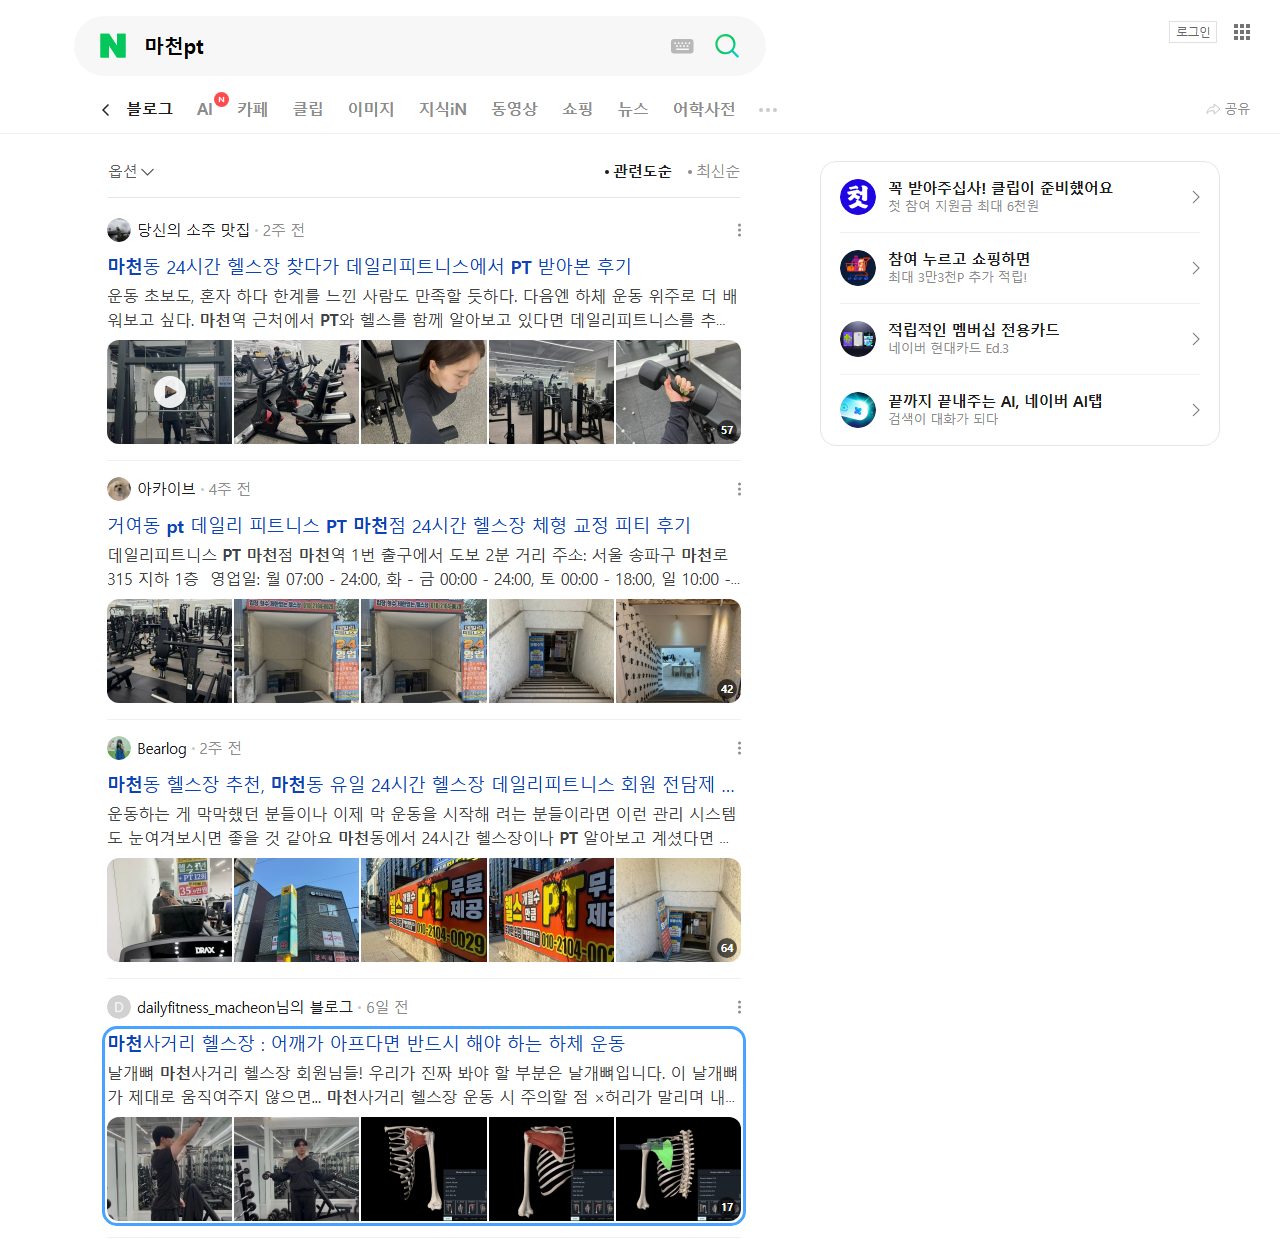 마천pt
로그인
블로그 AI N 카페 클립 이미지 지식iN 동영상 쇼핑 뉴스 어학사전
공유
옵션
관련도순 최신순
당신의 소주 맛집 · 2주 전
마천동 24시간 헬스장 찾다가 데일리피트니스에서 PT 받아본 후기
운동 초보도, 혼자 하다 한계를 느낀 사람도 만족할 듯하다. 다음엔 하체 운동 위주로 더 배
워보고 싶다. 마천역 근처에서 PT와 헬스를 함께 알아보고 있다면 데일리피트니스를 추...
57
아카이브 · 4주 전
거여동 pt 데일리 피트니스 PT 마천점 24시간 헬스장 체형 교정 피티 후기
데일리피트니스 PT 마천점 마천역 1번 출구에서 도보 2분 거리 주소: 서울 송파구 마천로
315 지하 1층 영업일: 월 07:00 - 24:00, 화 - 금 00:00 - 24:00, 토 00:00 - 18:00, 일 10:00 -...
42
Bearlog · 2주 전
마천동 헬스장 추천, 마천동 유일 24시간 헬스장 데일리피트니스 회원 전담제 ...
운동하는 게 막막했던 분들이나 이제 막 운동을 시작해 려는 분들이라면 이런 관리 시스템
도 눈여겨보시면 좋을 것 같아요 마천동에서 24시간 헬스장이나 PT 알아보고 계셨다면 ...
헬스 개월수 만큼 PT 무료 제공
010-2104-0029
DRAX
64
D
dailyfitness_macheon님의 블로그 · 6일 전
마천사거리 헬스장 : 어깨가 아프다면 반드시 해야 하는 하체 운동
날개뼈 마천사거리 헬스장 회원님들! 우리가 진짜 봐야 할 부분은 날개뼈입니다. 이 날개뼈
가 제대로 움직여주지 않으면... 마천사거리 헬스장 운동 시 주의할 점 ×허리가 말리며 내...
17
꼭 받아주십사! 클립이 준비했어요
첫 참여 지원금 최대 6천원
첫
참여 누르고 쇼핑하면
최대 3만3천P 추가 적립!
적립적인 멤버십 전용카드
네이버 현대카드 Ed.3
끝까지 끝내주는 AI, 네이버 AI탭
검색이 대화가 되다